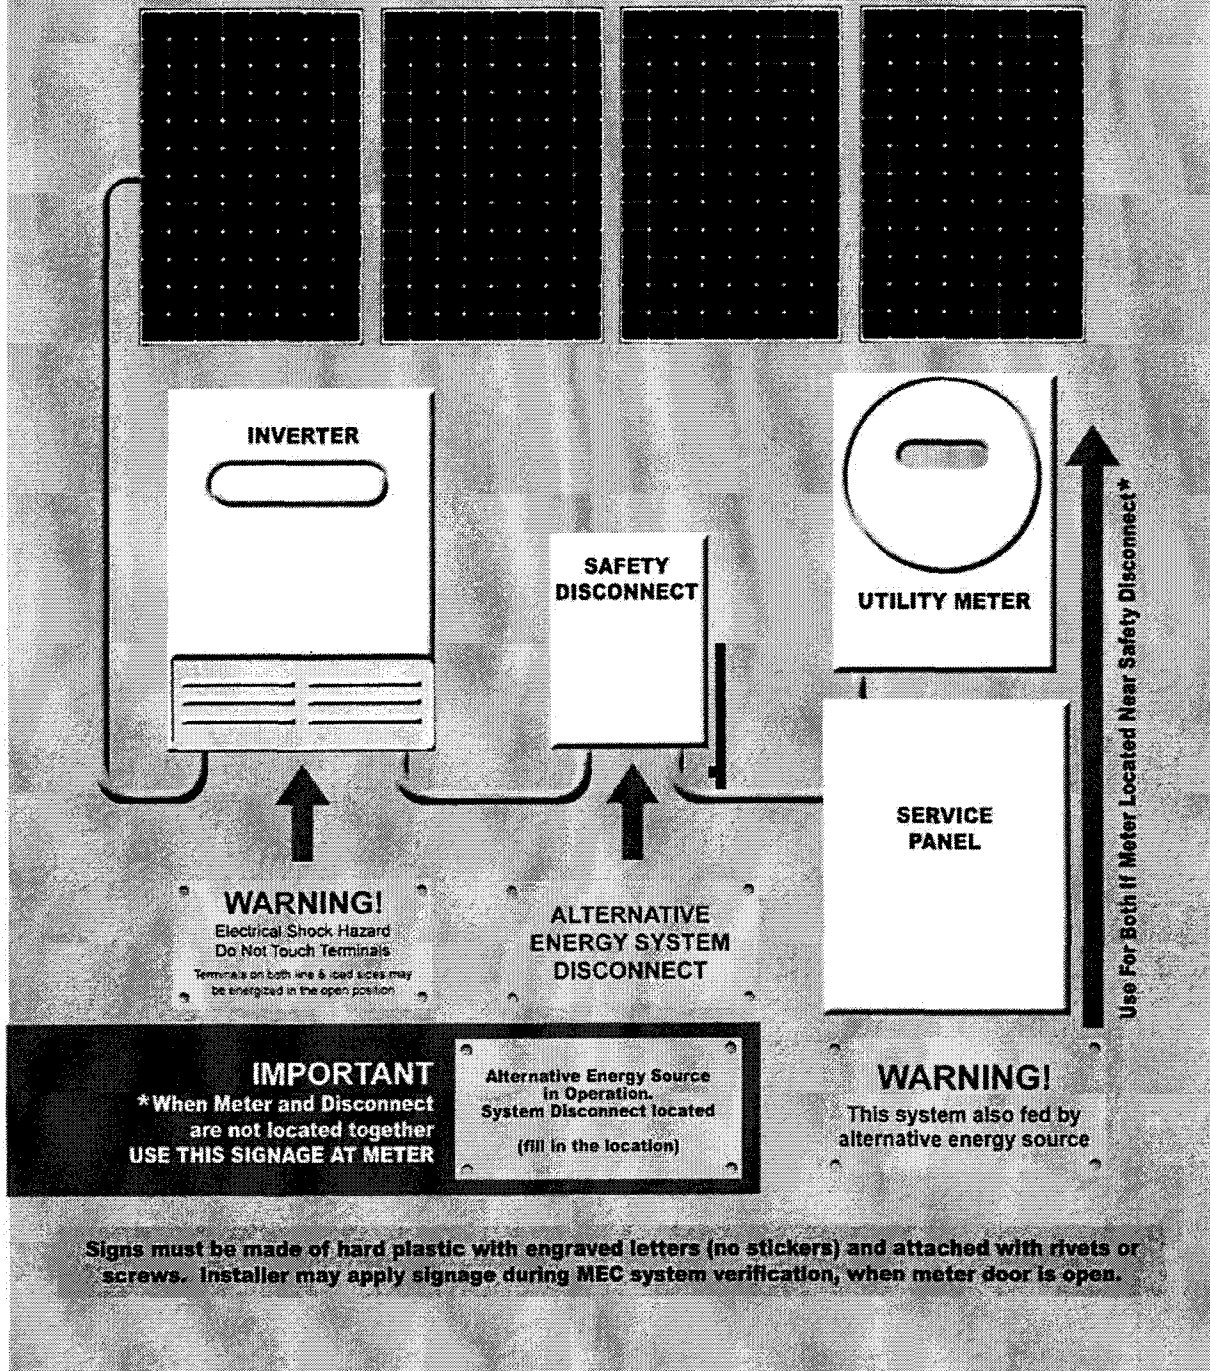 INVERTER
SAFETY
DISCONNECT
UTILITY METER
Use For Both If Meter Located Near Safety Disconnect*
SERVICE
PANEL
WARNING!
Electrical Shock Hazard
Do Not Touch Terminals
Terminals on both line & load sides may
be energized in the open position
ALTERNATIVE
ENERGY SYSTEM
DISCONNECT
IMPORTANT
*When Meter and Disconnect
are not located together
USE THIS SIGNAGE AT METER
Alternative Energy Source
in Operation.
System Disconnect located
(fill in the location)
WARNING!
This system also fed by
alternative energy source
Signs must be made of hard plastic with engraved letters (no stickers) and attached with rivets or
screws. Installer may apply signage during MEC system verification, when meter door is open.